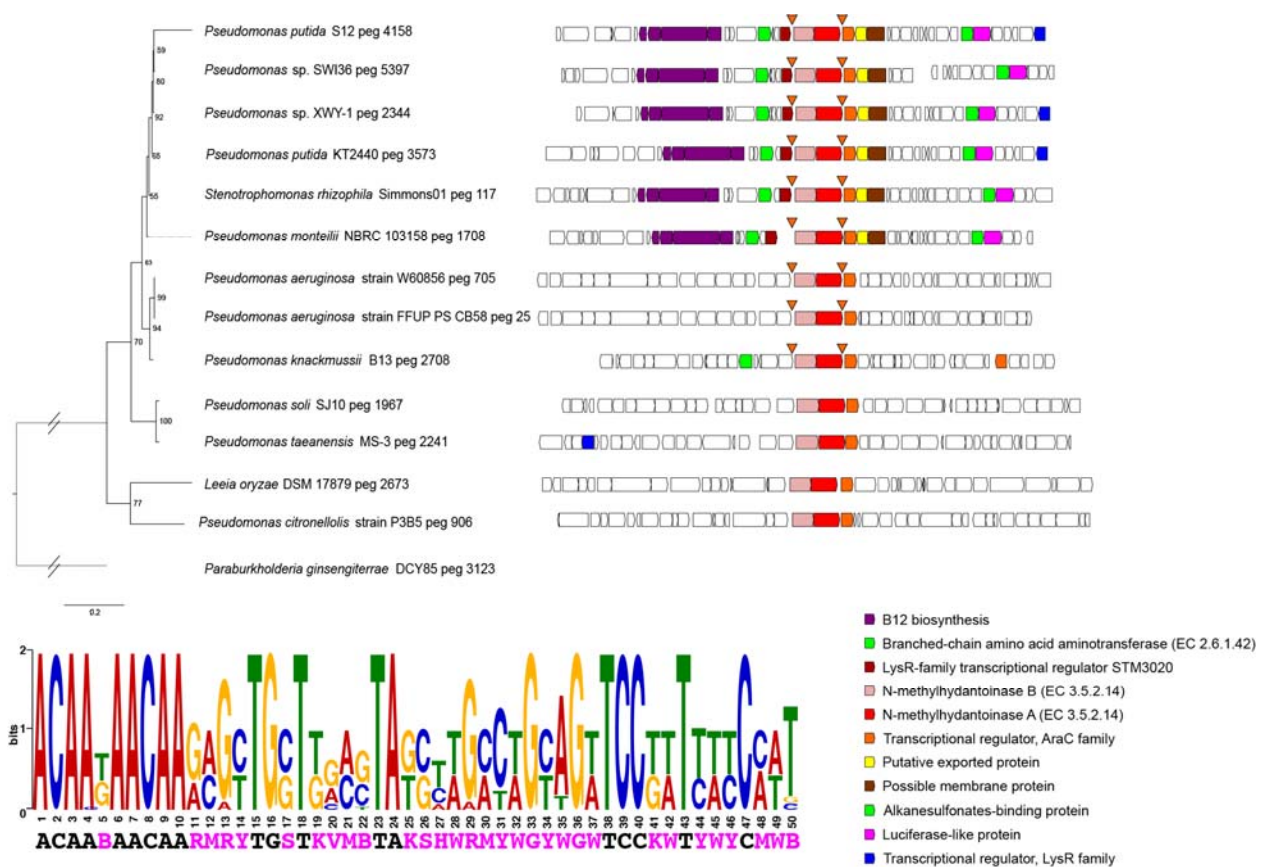 Pseudomonas putida S12 peg 4158
Pseudomonas sp. SWI36 peg 5397
Pseudomonas sp. XWY-1 peg 2344
Pseudomonas putida KT2440 peg 3573
Stenotrophomonas rhizophila Simmons01 peg 117
Pseudomonas monteilii NBRC 103158 peg 1708
Pseudomonas aeruginosa strain W60856 peg 705
Pseudomonas aeruginosa strain FFUP PS CB58 peg 25
Pseudomonas knackmussii B13 peg 2708
Pseudomonas soli SJ10 peg 1967
Pseudomonas taeanensis MS-3 peg 2241
Leeia oryzae DSM 17879 peg 2673
Pseudomonas citronellolis strain P3B5 peg 906
Paraburkholderia ginsengiterrae DCY85 peg 3123
59
80
92
55
63
99
94
70
100
77
0.2
2
bits
1
0
1 2 3 4 5 6 7 8 9 10 11 12 13 14 15 16 17 18 19 20 21 22 23 24 25 26 27 28 29 30 31 32 33 34 35 36 37 38 39 40 41 42 43 44 45 46 47 48 49 50
ACAABAACAARMRYTGSTKVMBTAKSHWRMYWGYWGWTCCKWTYWYCMWB
B12 biosynthesis
Branched-chain amino acid aminotransferase (EC 2.6.1.42)
LysR-family transcriptional regulator STM3020
N-methylhydantoinase B (EC 3.5.2.14)
N-methylhydantoinase A (EC 3.5.2.14)
Transcriptional regulator, AraC family
Putative exported protein
Possible membrane protein
Alkanesulfonates-binding protein
Luciferase-like protein
Transcriptional regulator, LysR family